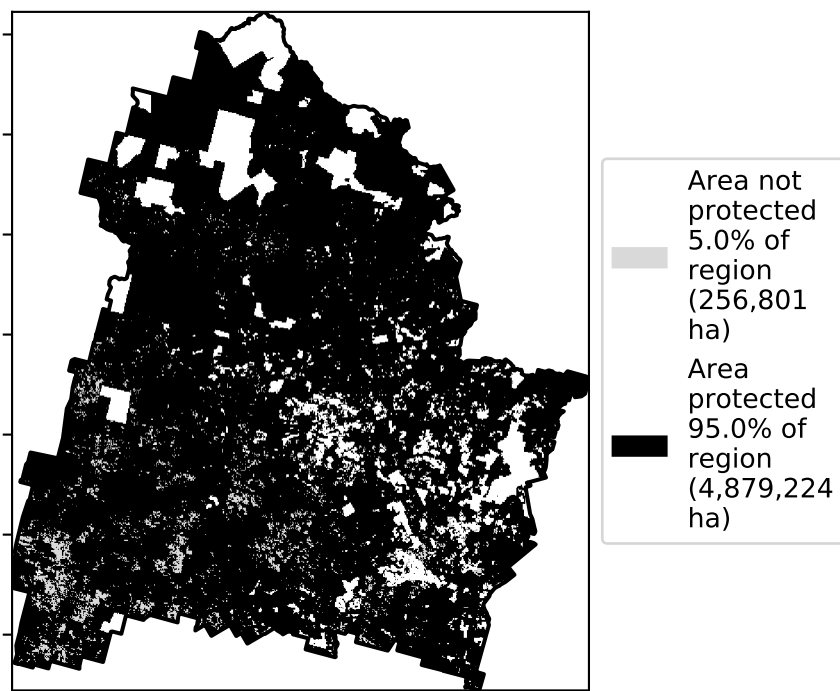 Area not
protected
5.0% of
region
(256,801
ha)
Area
protected
95.0% of
region
(4,879,224
ha)